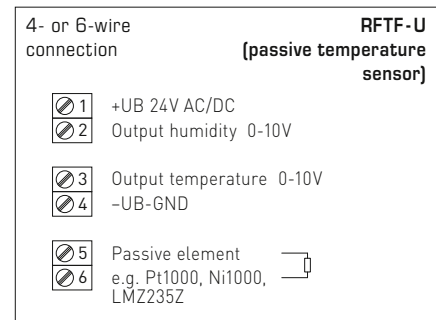 4- or 6-wire RFTF-U
connection (passive temperature
sensor)
1 +UB 24V AC/DC
2 Output humidity 0-10V
3 Output temperature 0-10V
4 –UB-GND
5 Passive element
6 e.g. Pt1000, Ni1000,
LMZ235Z